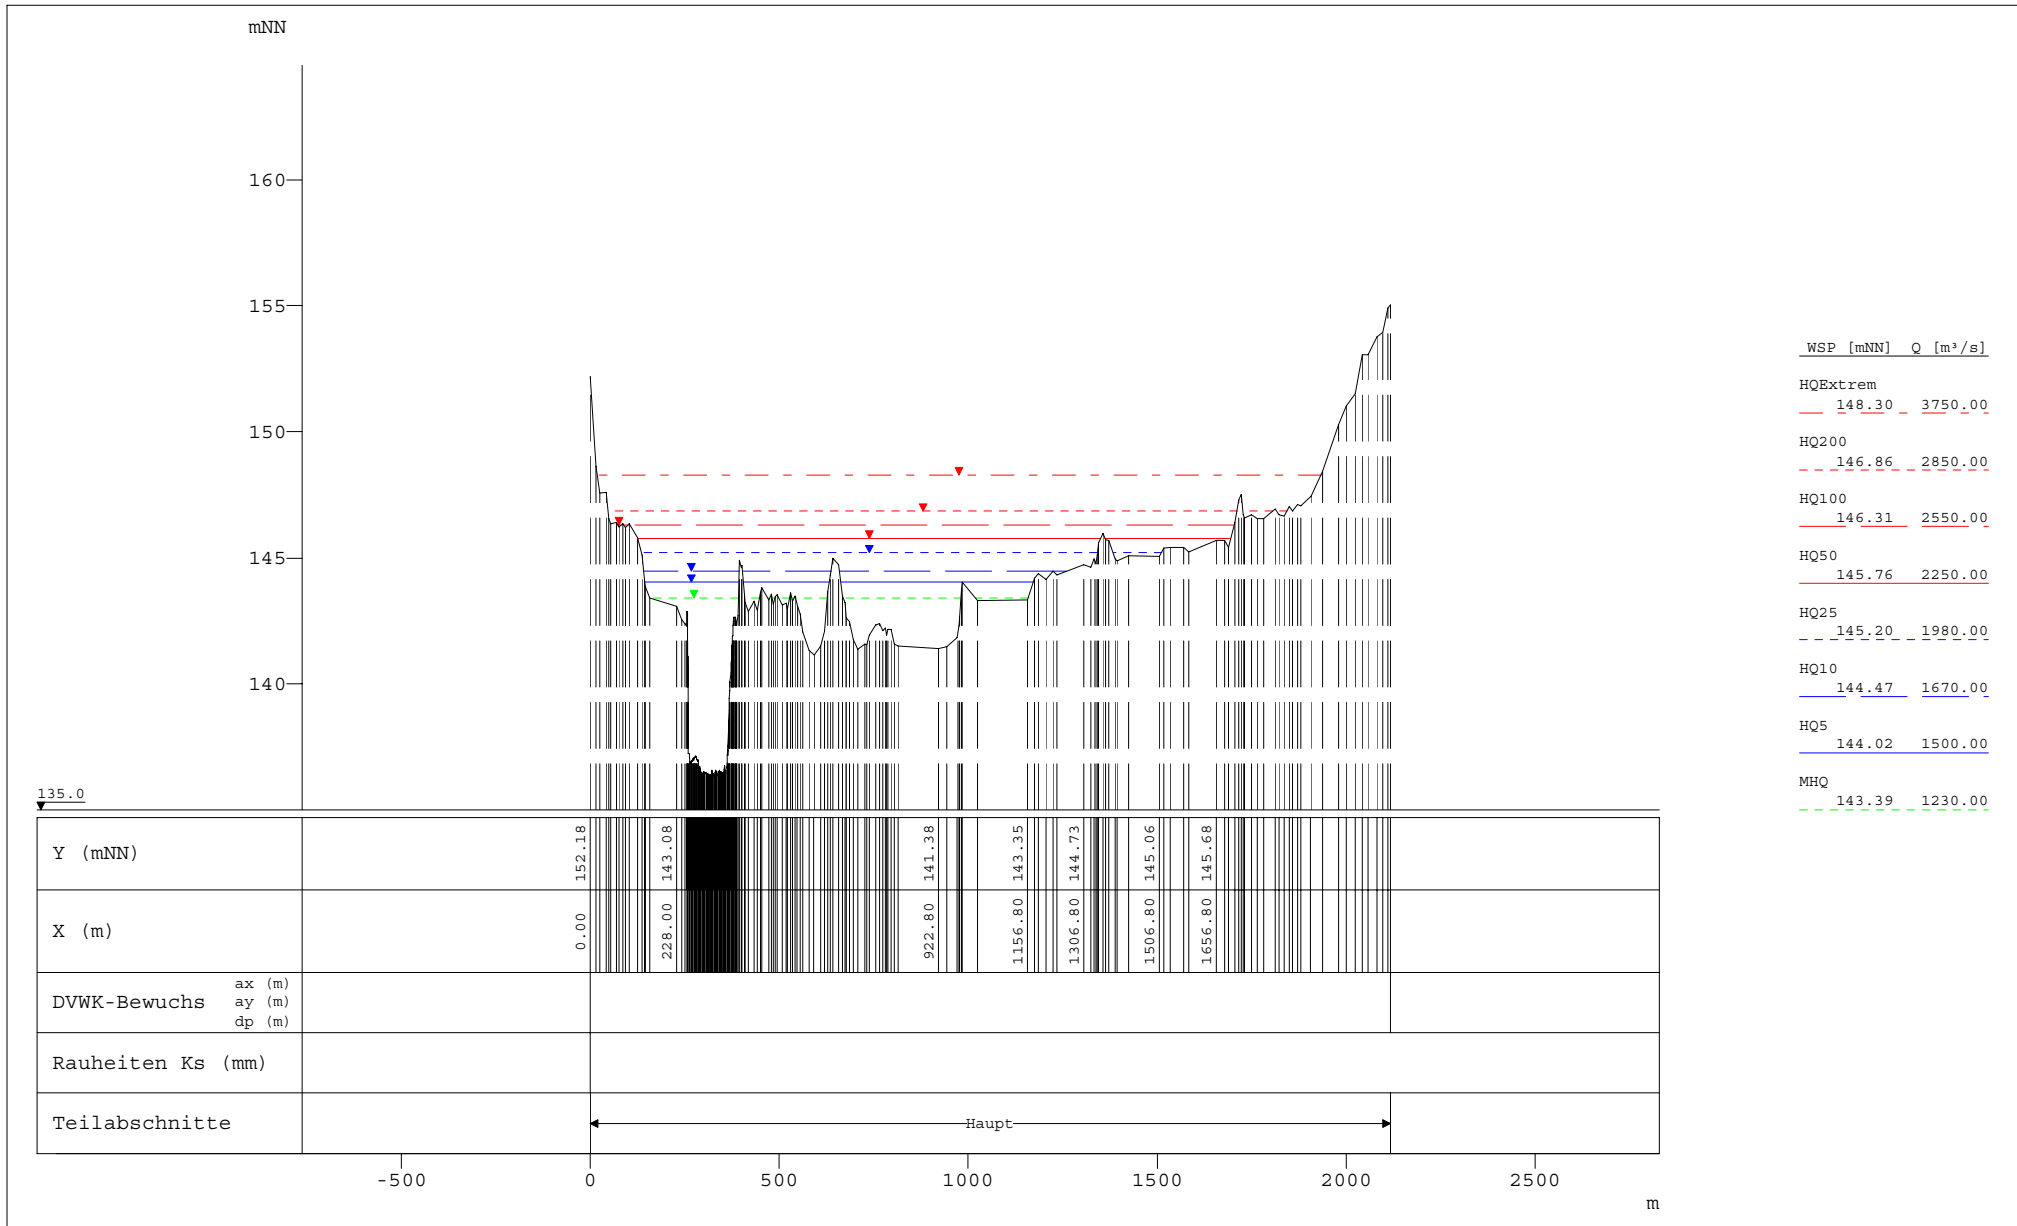 mNN
160
155
150
145
140
135.0
WSP [mNN] Q [m³/s]
HQExtrem
148.30 3750.00
HQ200
146.86 2850.00
HQ100
146.31 2550.00
HQ50
145.76 2250.00
HQ25
145.20 1980.00
HQ10
144.47 1670.00
HQ5
144.02 1500.00
MHQ
143.39 1230.00
Y (mNN)
152.18 143.08 141.38 143.35 144.73 145.06 145.68
X (m)
0.00 228.00 922.80 1156.80 1306.80 1506.80 1656.80
DVWK-Bewuchs
ax (m)
ay (m)
dp (m)
Rauheiten Ks (mm)
Teilabschnitte
Haupt
-500 0 500 1000 1500 2000 2500
m